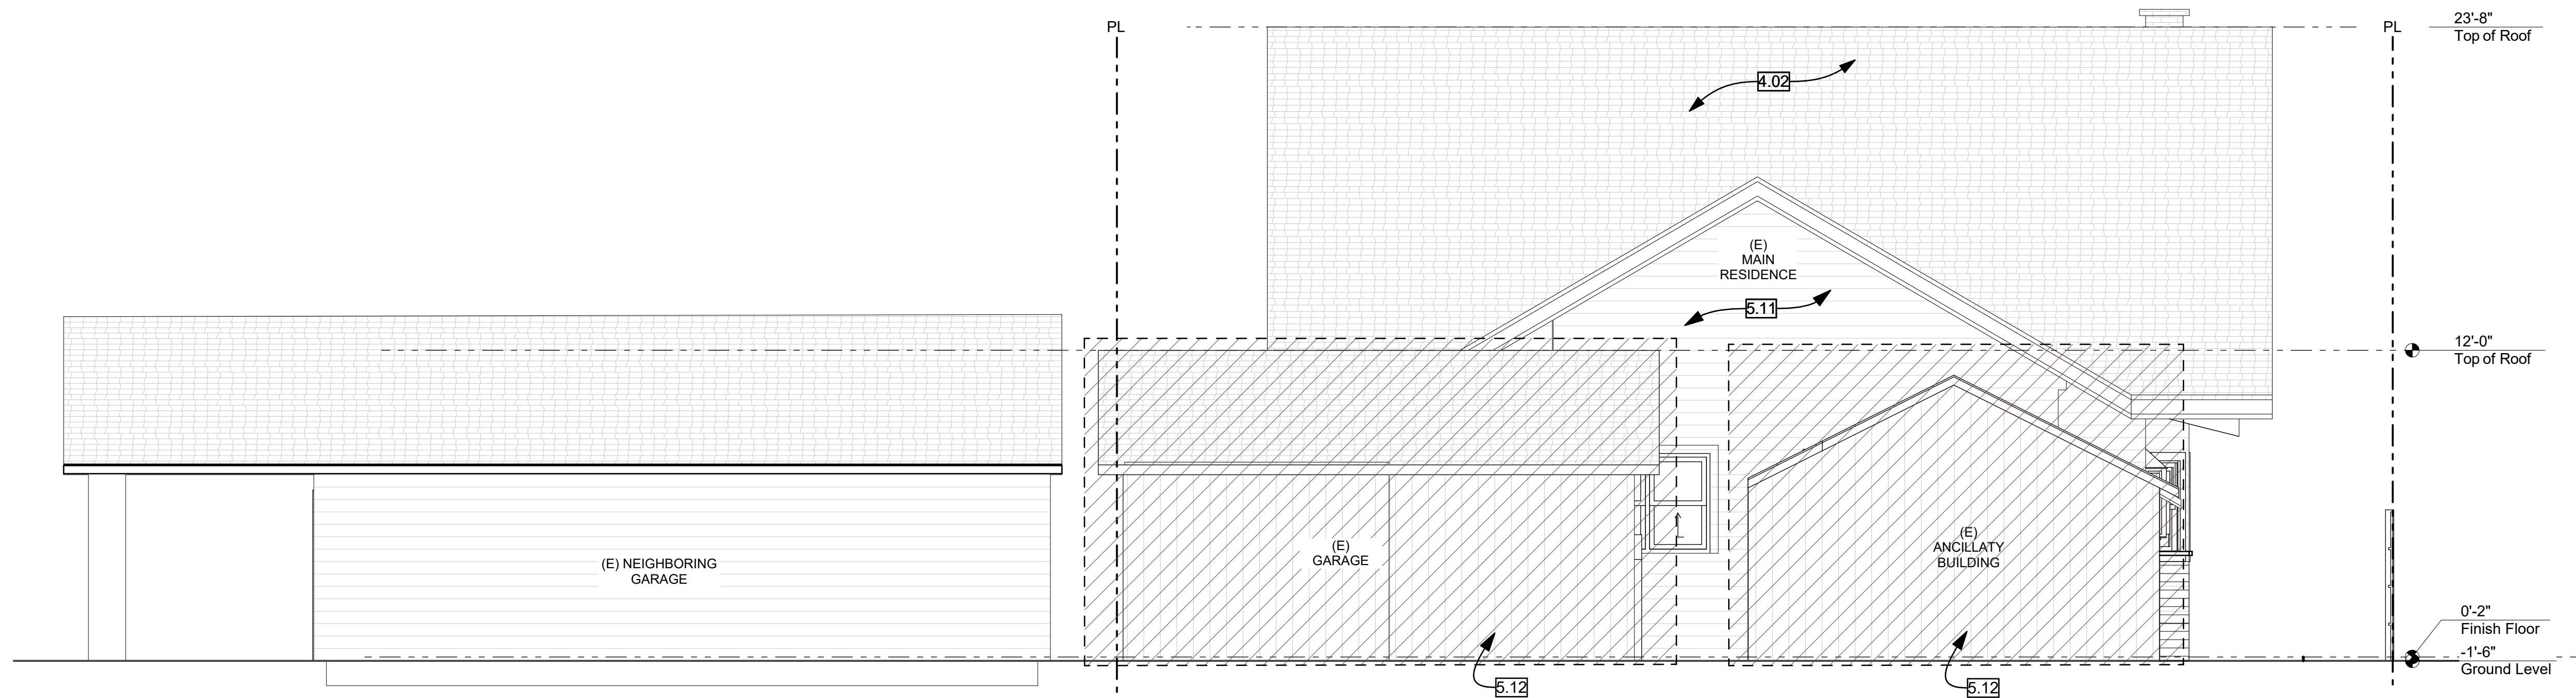 PL
PL
23'-8"
Top of Roof
4.02
(E)
MAIN
RESIDENCE
5.11
12'-0"
Top of Roof
(E) NEIGHBORING
GARAGE
(E)
GARAGE
(E)
ANCILLATY
BUILDING
0'-2"
Finish Floor
-1'-6"
Ground Level
5.12
5.12